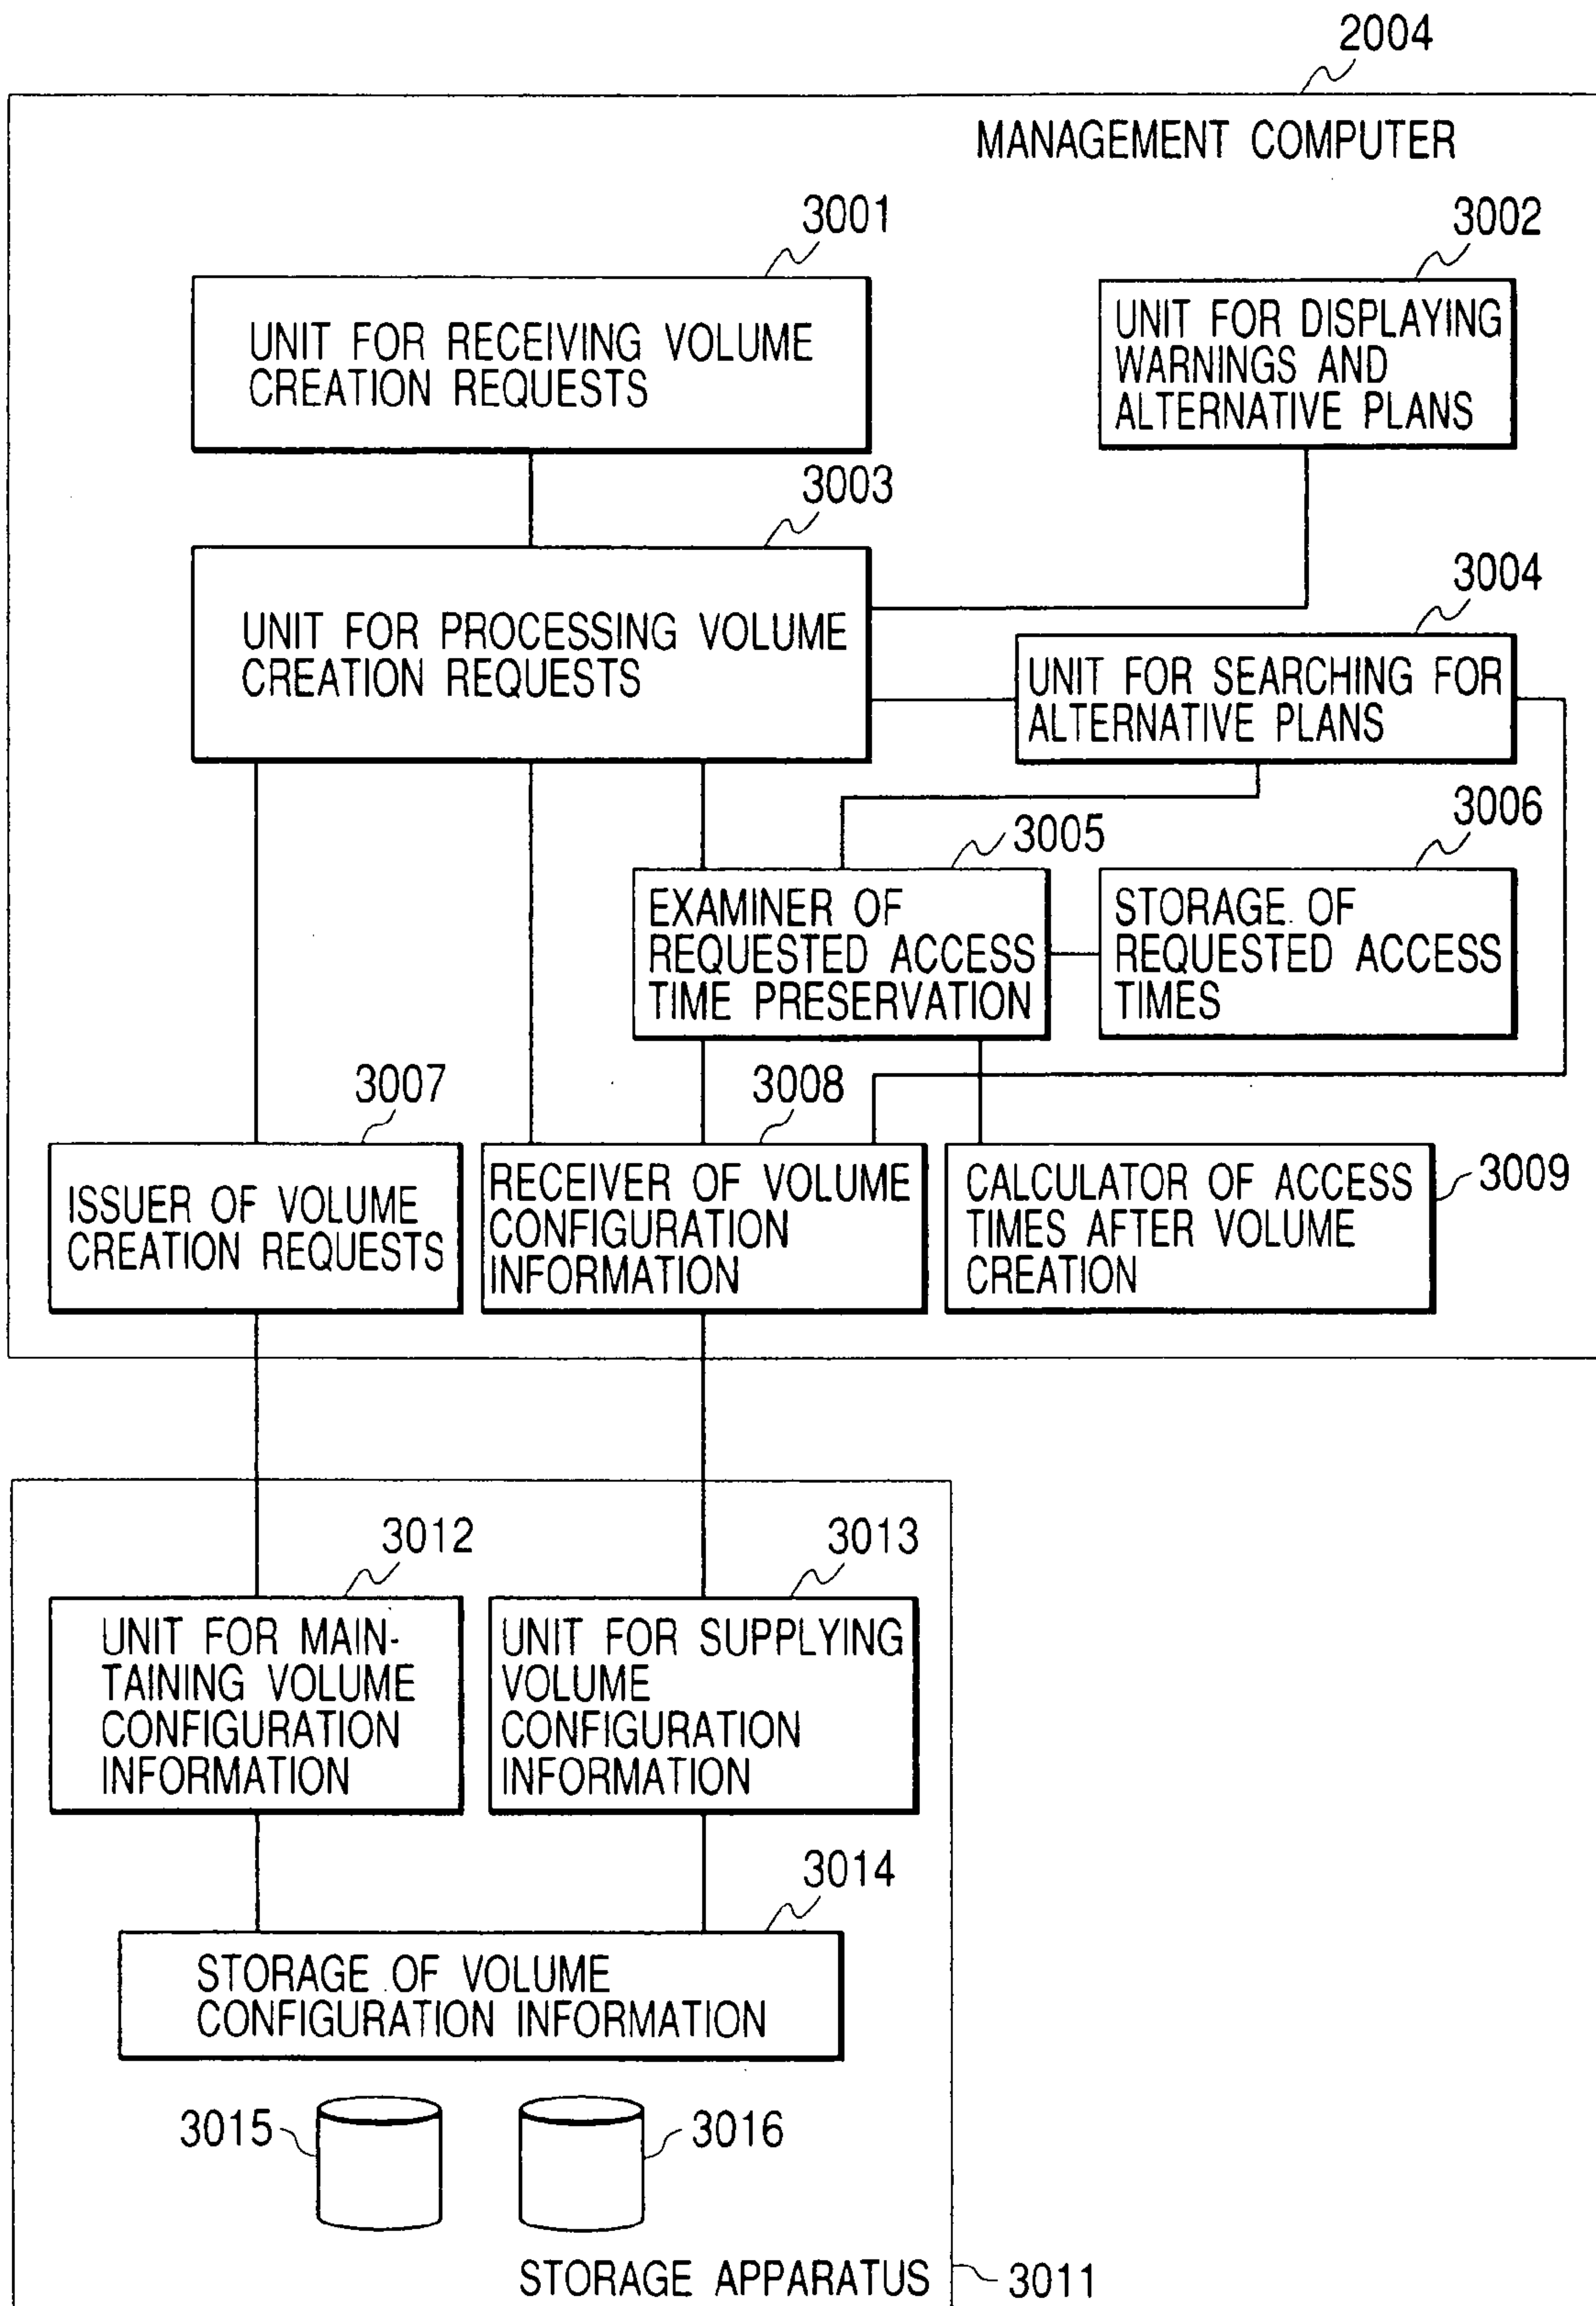 2004
MANAGEMENT COMPUTER
3001
3002
UNIT FOR RECEIVING VOLUME
CREATION REQUESTS
UNIT FOR DISPLAYING
WARNINGS AND
ALTERNATIVE PLANS
3003
3004
UNIT FOR PROCESSING VOLUME
CREATION REQUESTS
UNIT FOR SEARCHING FOR
ALTERNATIVE PLANS
3005
3006
EXAMINER OF
REQUESTED ACCESS
TIME PRESERVATION
STORAGE OF
REQUESTED ACCESS
TIMES
3007
3008
3009
ISSUER OF VOLUME
CREATION REQUESTS
RECEIVER OF VOLUME
CONFIGURATION
INFORMATION
CALCULATOR OF ACCESS
TIMES AFTER VOLUME
CREATION
3012
3013
UNIT FOR MAIN-
TAINING VOLUME
CONFIGURATION
INFORMATION
UNIT FOR SUPPLYING
VOLUME
CONFIGURATION
INFORMATION
3014
STORAGE OF VOLUME
CONFIGURATION INFORMATION
3015
3016
STORAGE APPARATUS
3011